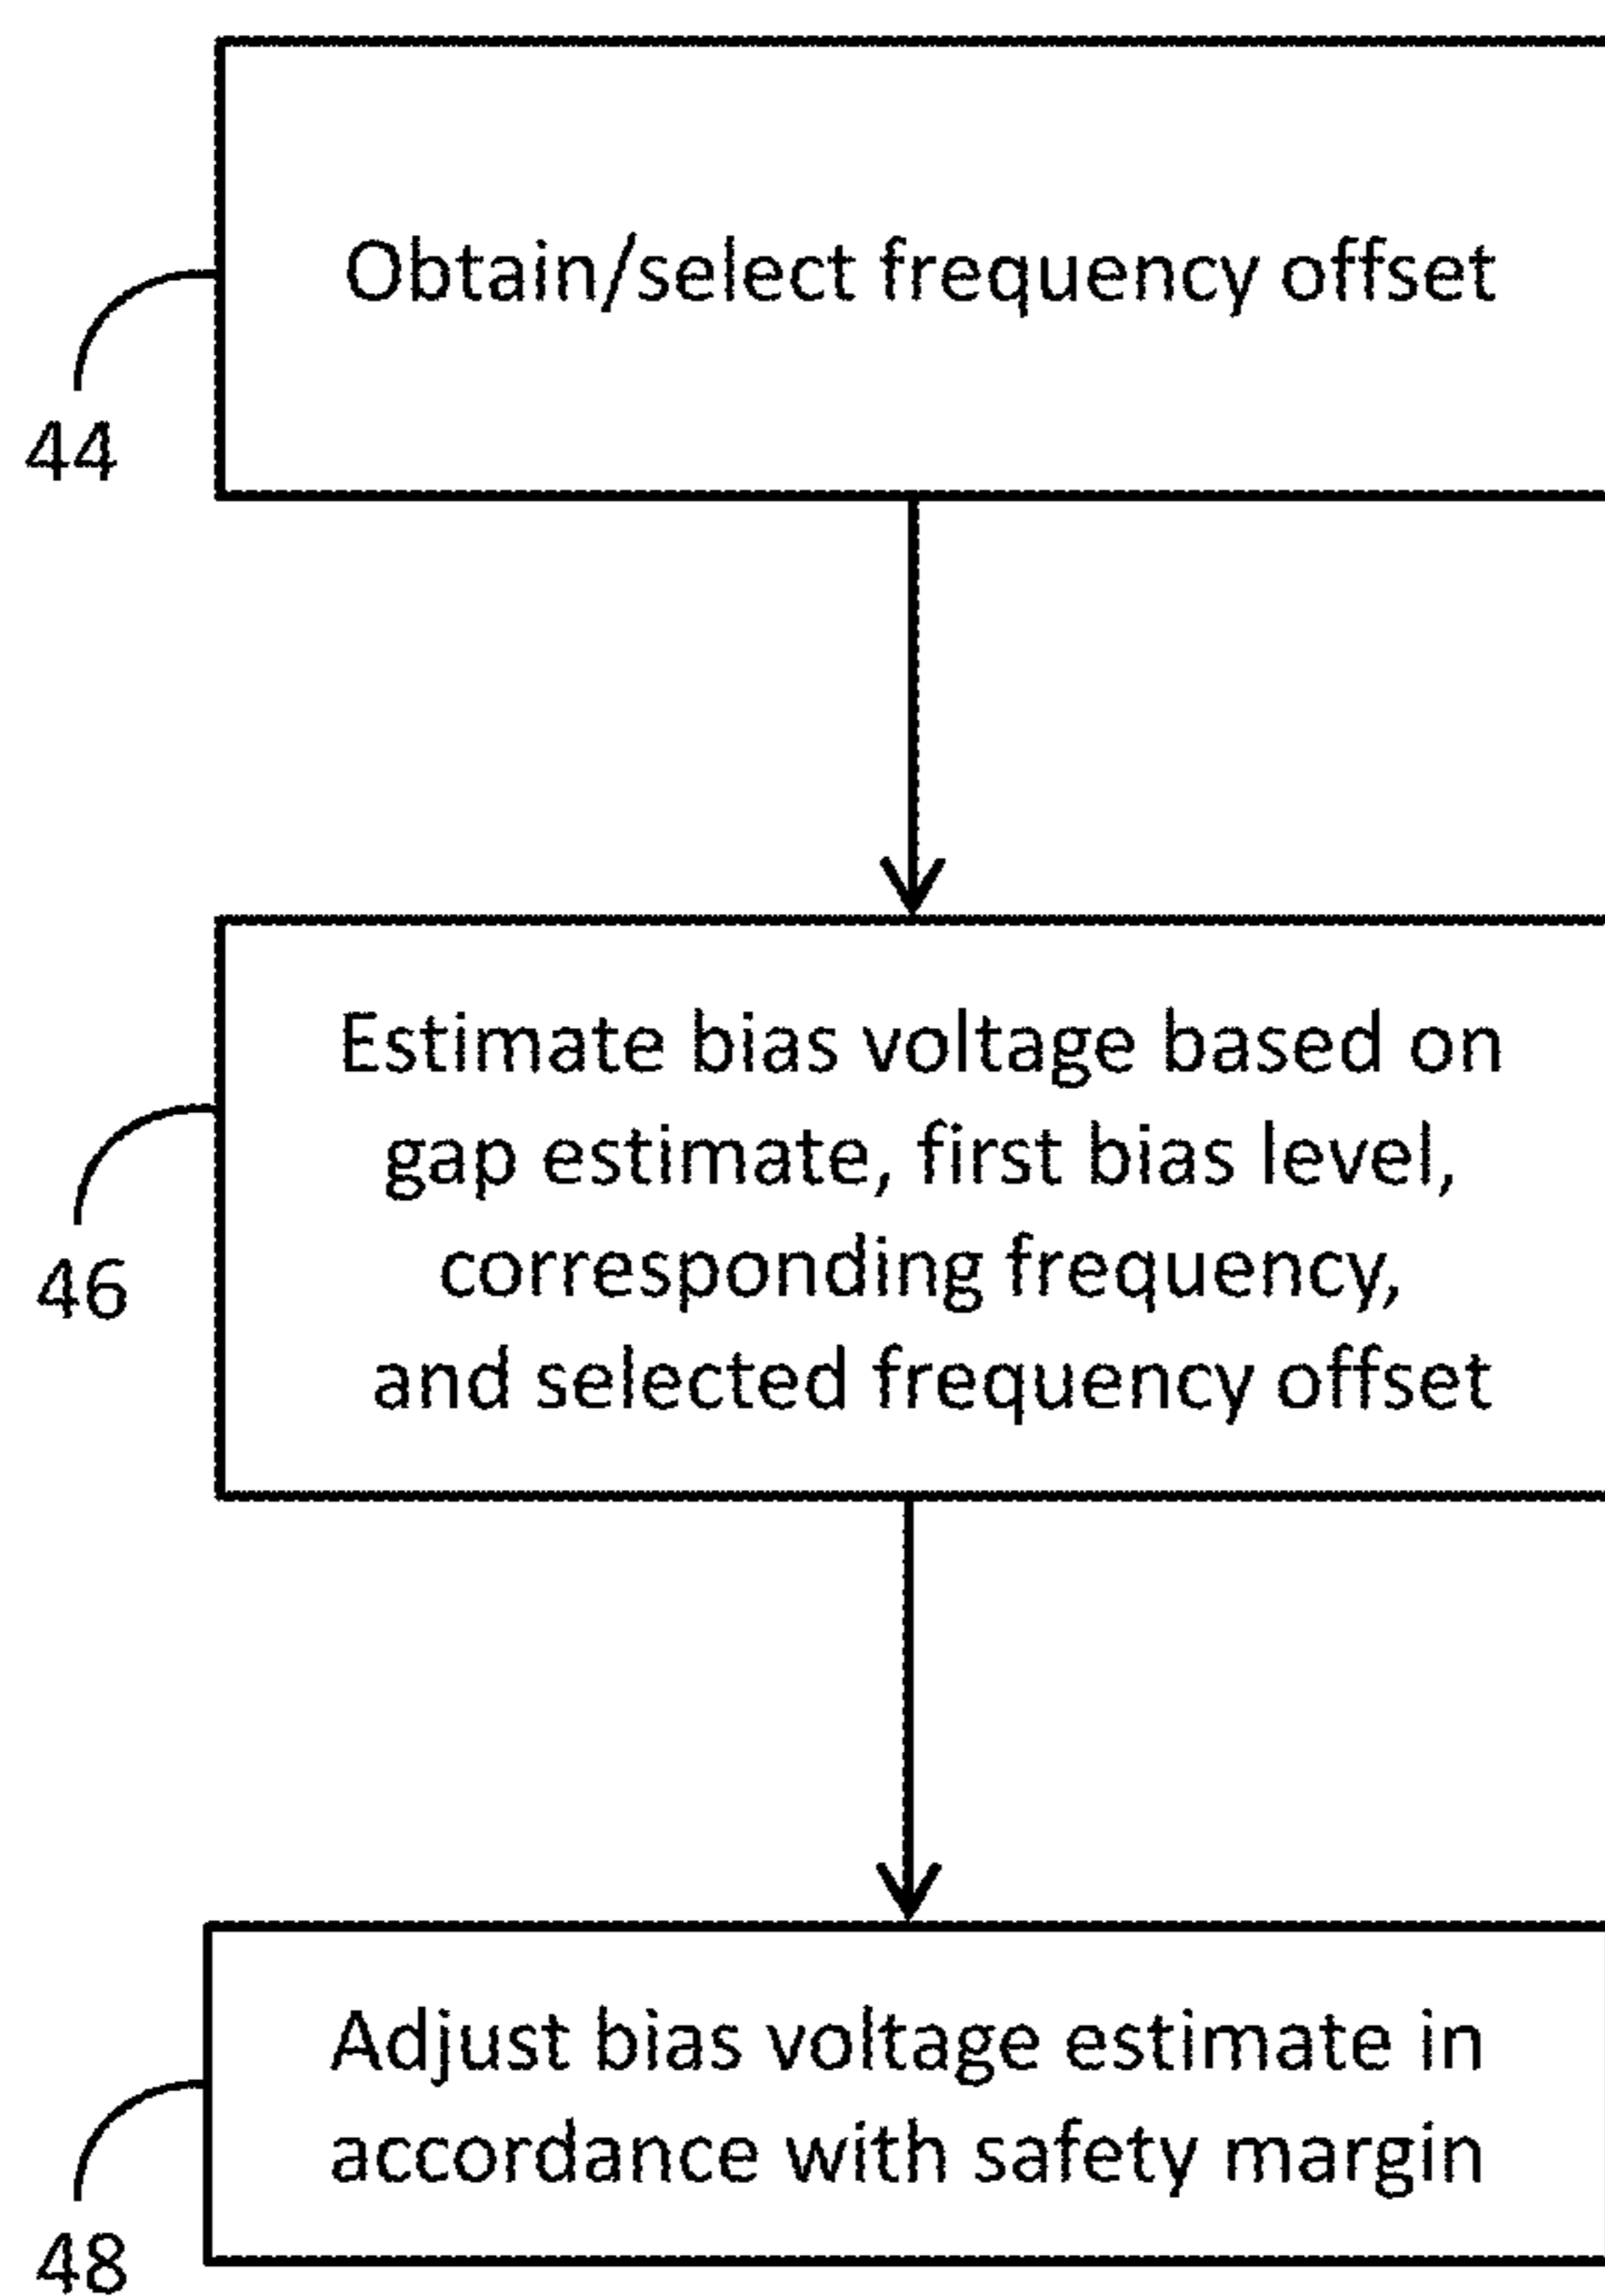 Obtain/select frequency offset
44
Estimate bias voltage based on
gap estimate, first bias level,
corresponding frequency,
and selected frequency offset
46
Adjust bias voltage estimate in
accordance with safety margin
48